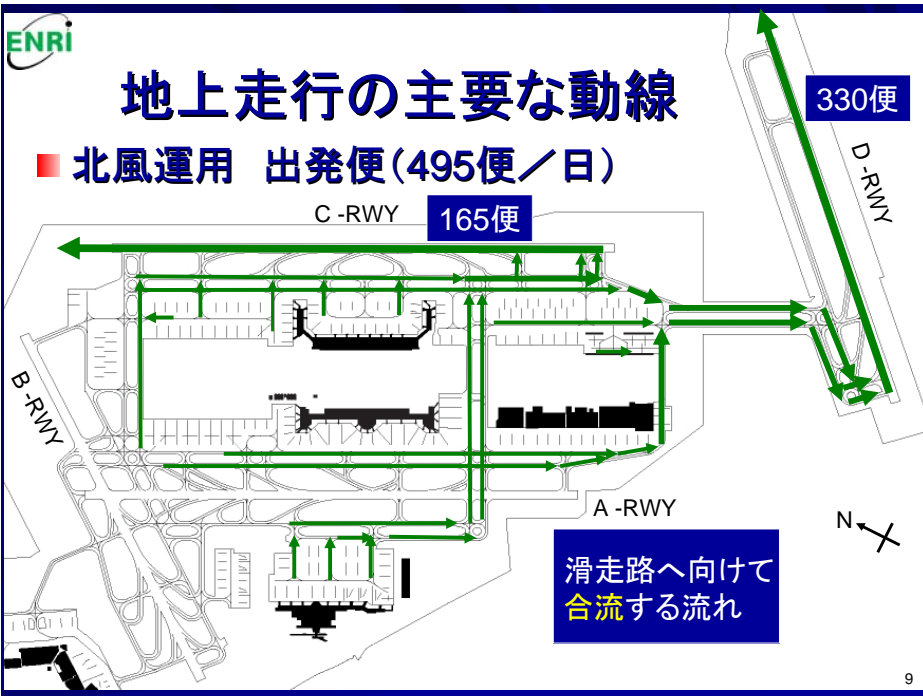 ENRI
地上走行の主要な動線
330便
北風運用 出発便(495便／日)
D -RWY
C -RWY
165便
B -RWY
A -RWY
N
滑走路へ向けて
合流する流れ
9